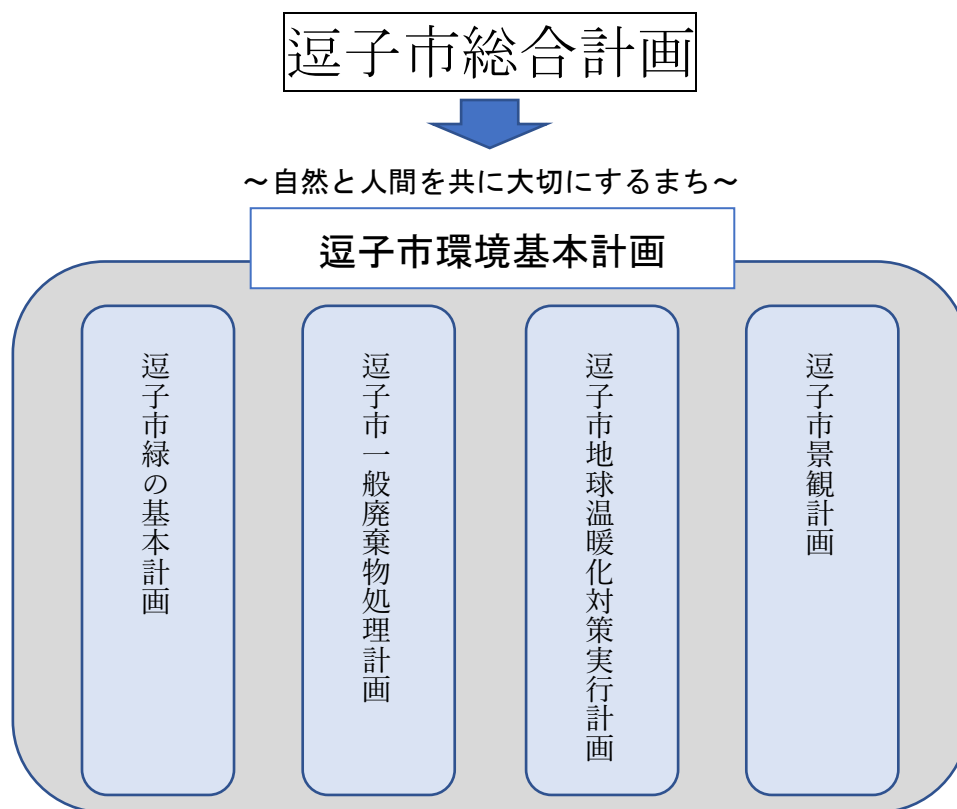 逗子市総合計画
～自然と人間を共に大切にするまち～
逗子市環境基本計画
逗子市緑の基本計画
逗子市一般廃棄物処理計画
逗子市地球温暖化対策実行計画
逗子市景観計画